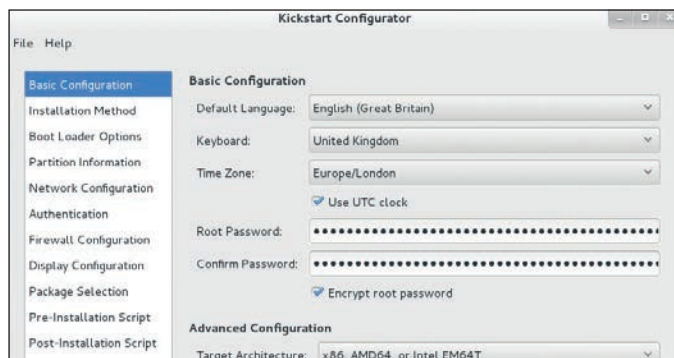 Kickstart Configurator
File Help
Basic Configuration
Installation Method
Boot Loader Options
Partition Information
Network Configuration
Authentication
Firewall Configuration
Display Configuration
Package Selection
Pre-Installation Script
Post-Installation Script
Basic Configuration
Default Language: English (Great Britain)
Keyboard: United Kingdom
Time Zone: Europe/London
Use UTC clock
Root Password:
Confirm Password:
Encrypt root password
Advanced Configuration
Target Architecture: x86, AMD64, or Intel EM64T